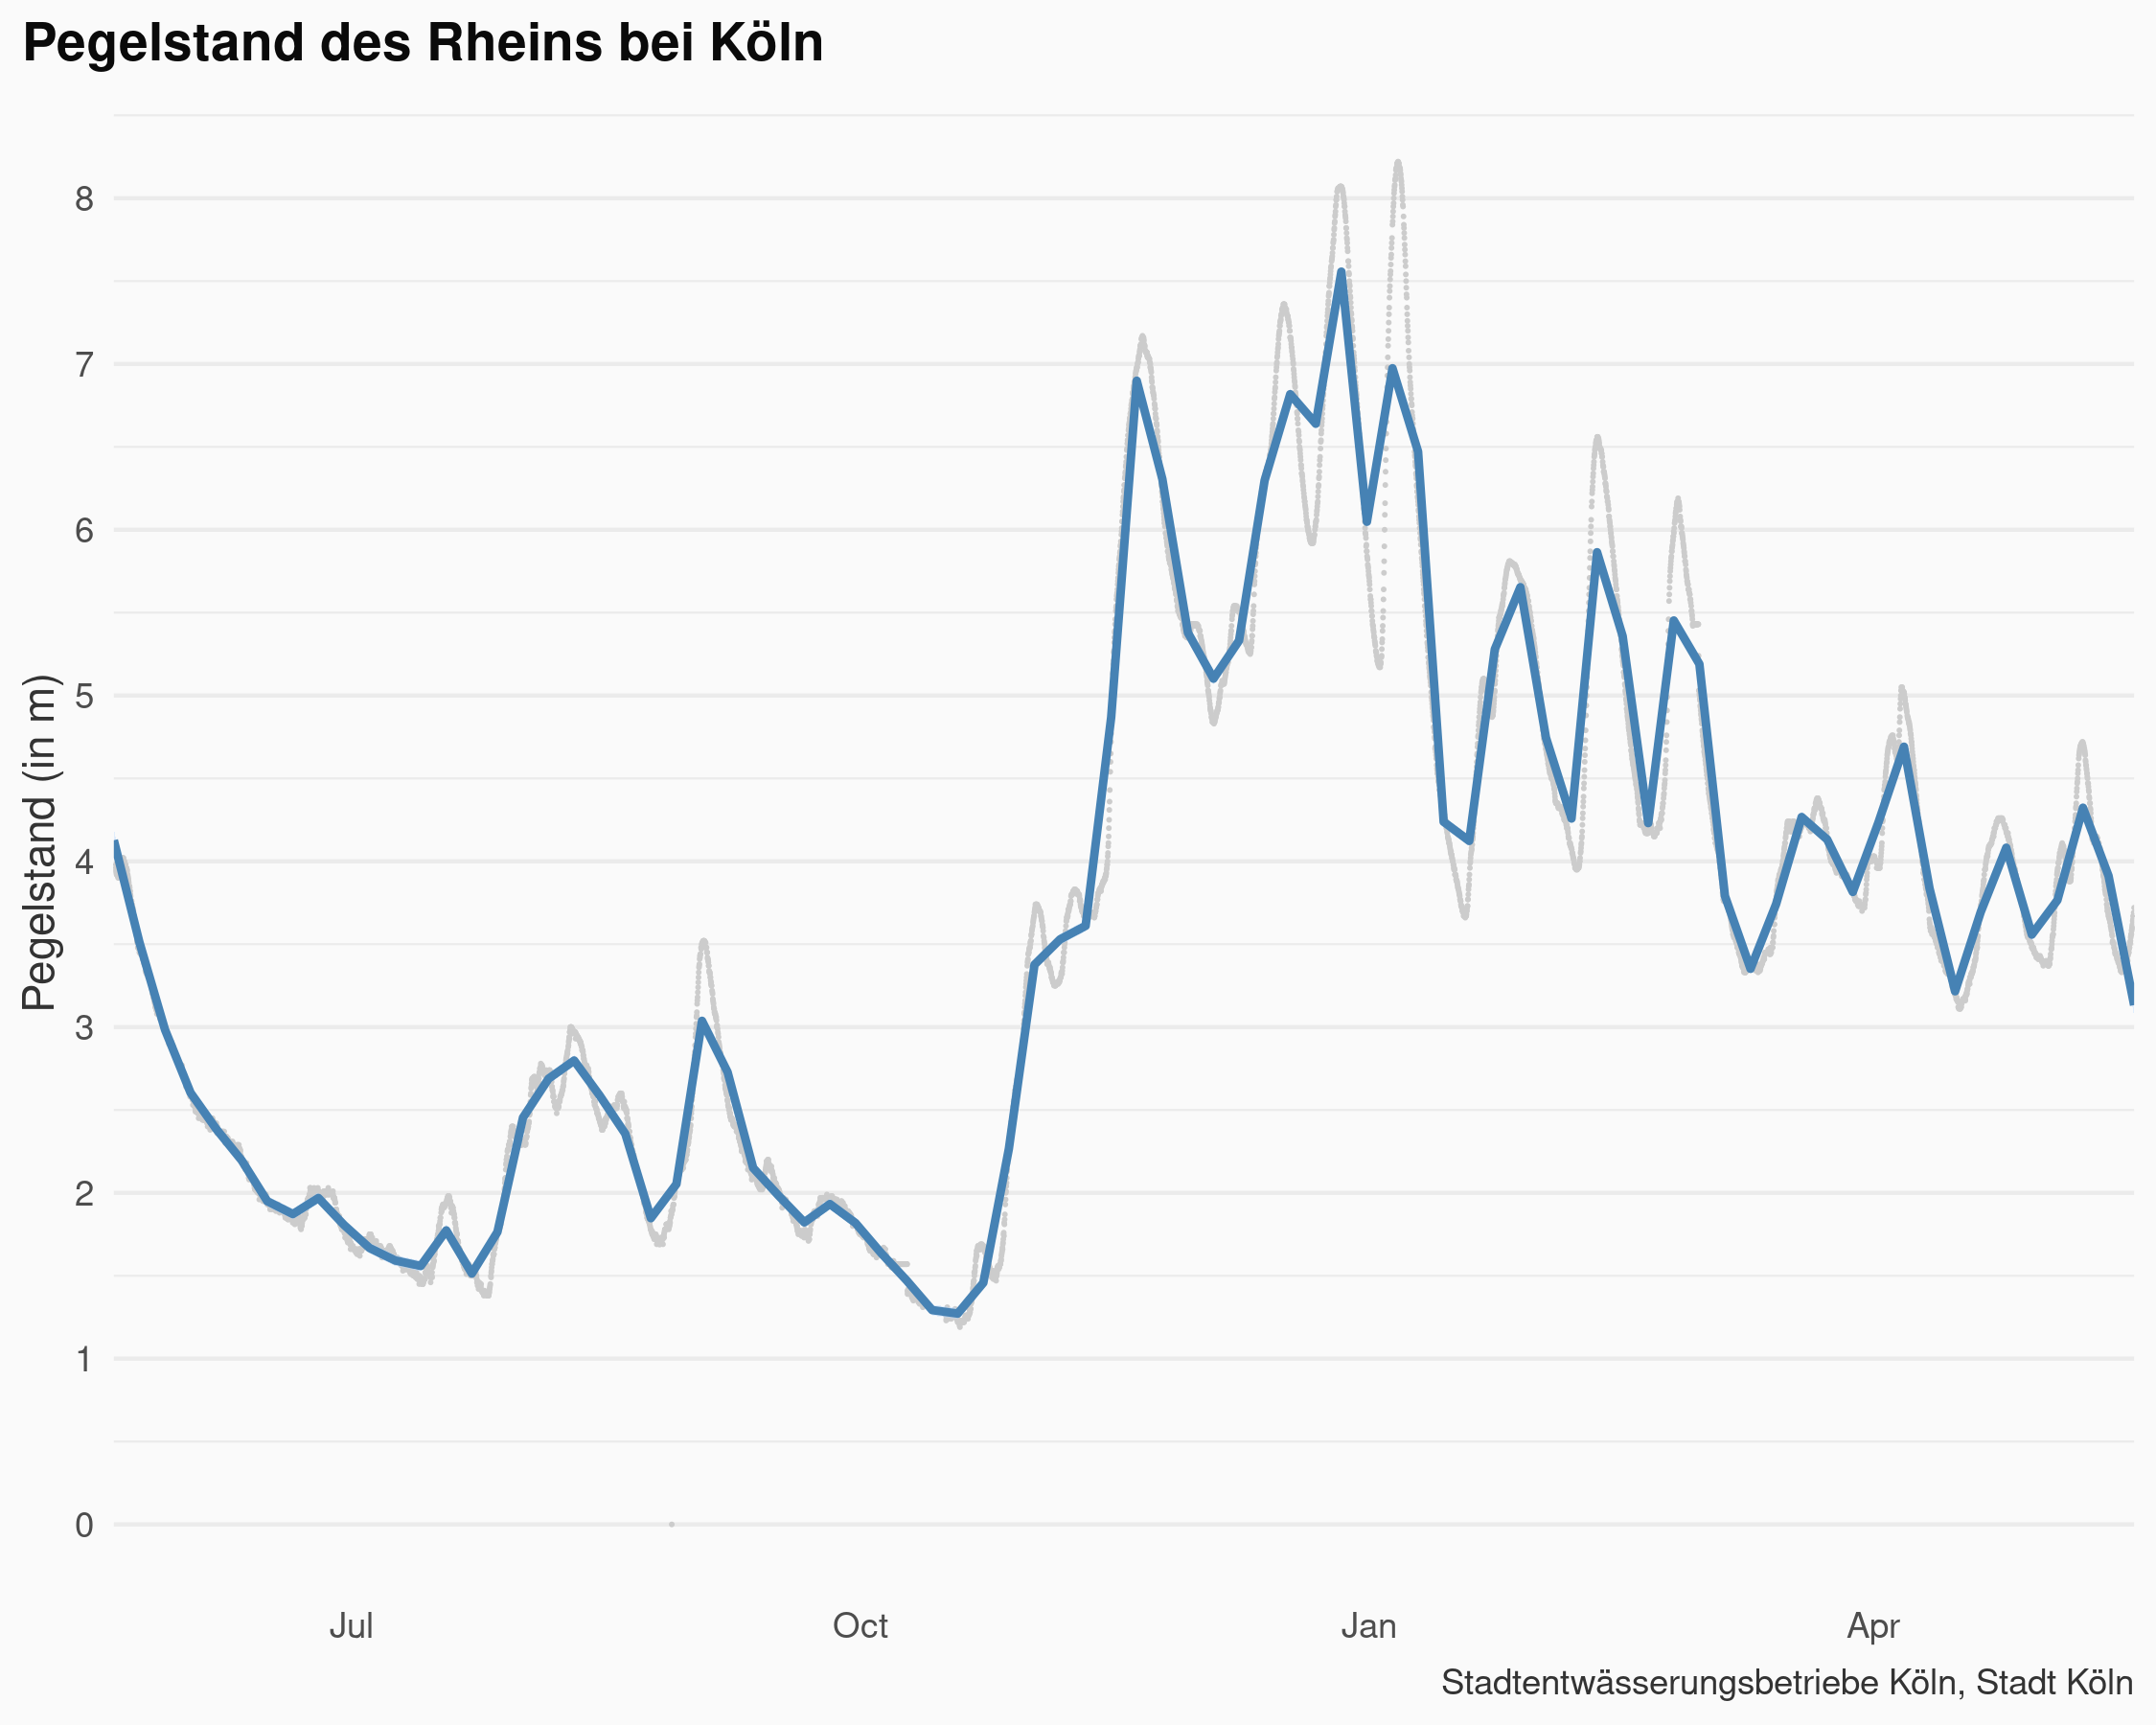 Pegelstand des Rheins bei Köln
Pegelstand (in m)
8
7
6
5
4
3
2
1
0
Jul Oct Jan Apr
Stadtentwässerungsbetriebe Köln, Stadt Köln